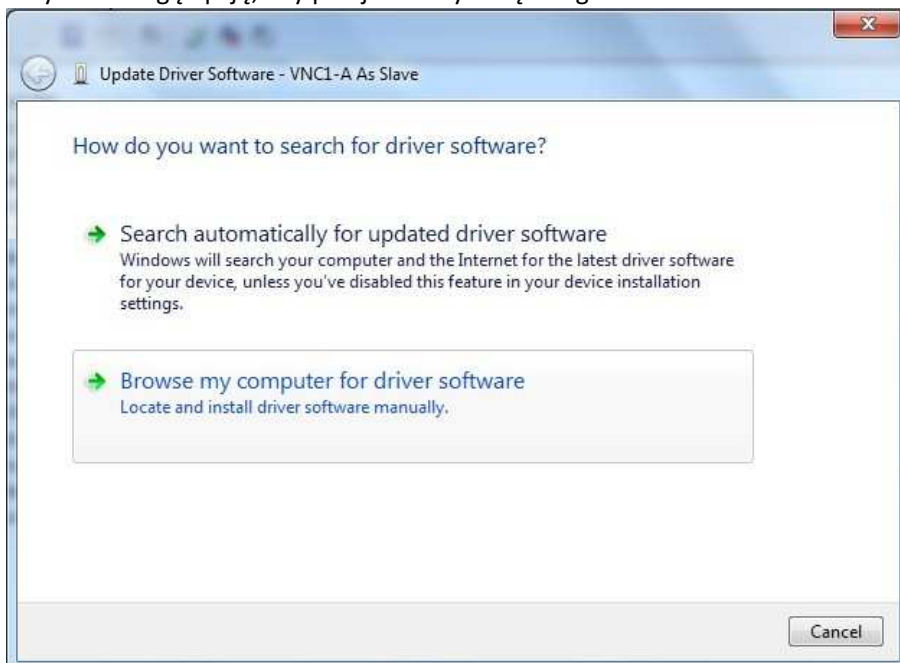 Update Driver Software - VNC1-A As Slave
How do you want to search for driver software?
Search automatically for updated driver software
Windows will search your computer and the Internet for the latest driver software
for your device, unless you've disabled this feature in your device installation
settings.
Browse my computer for driver software
Locate and install driver software manually.
Cancel